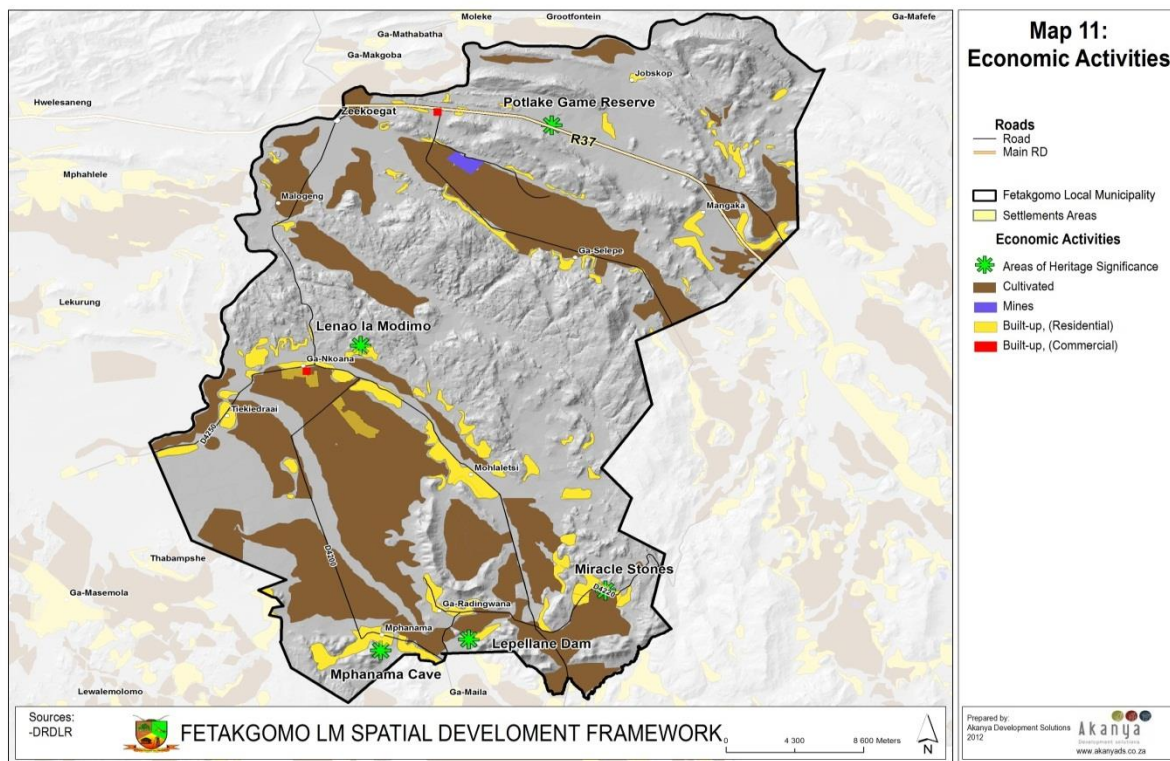 Moleke
Grootfontein
Ga-Mafefe
Ga-Mathabatha
Ga-Makgoba
Jobskop
Hwelesaneng
Zeekoegat
Potlake Game Reserve
R37
Mphahlele
Malogeng
Mangaka
Ga-Selepe
Lekurung
Lenao la Modimo
Ga-Nkoana
Tiekiedraai
D4250
Mohlaletsi
Thabampshe
D4200
Miracle Stones
Ga-Masemola
Ga-Radingwana
Mphanama
Lepellane Dam
Mphanama Cave
Lewalemolomo
Ga-Maila
Map 11:
Economic Activities
Roads
Road
Main RD
Fetakgomo Local Municipality
Settlements Areas
Economic Activities
Areas of Heritage Significance
Cultivated
Mines
Built-up, (Residential)
Built-up, (Commercial)
Sources:
-DRDLR
FETAKGOMO LM SPATIAL DEVELOMENT FRAMEWORK
0 4 300 8 600 Meters
N
Prepared by:
Akanya Development Solutions
2012
Akanya
Development solutions
www.akanyads.co.za